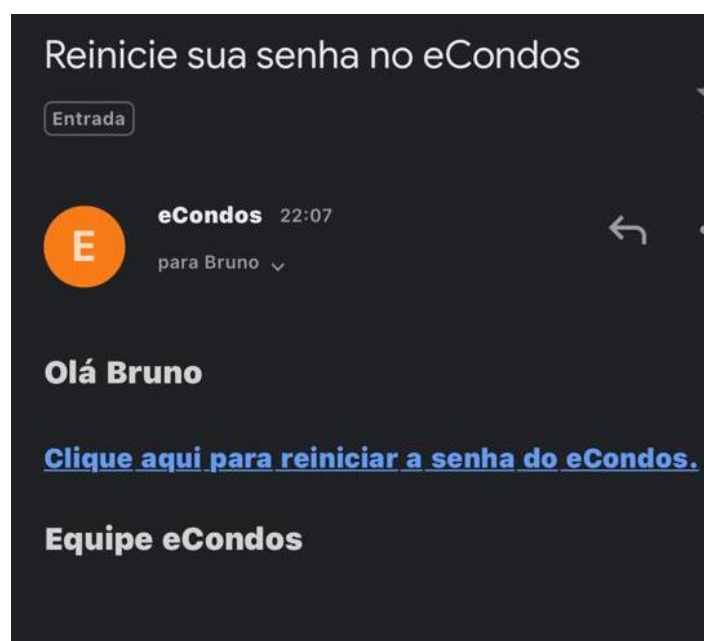 Reinicie sua senha no eCondos
Entrada
eCondos 22:07
E
para Bruno
Olá Bruno
Clique aqui para reiniciar a senha do eCondos.
Equipe eCondos